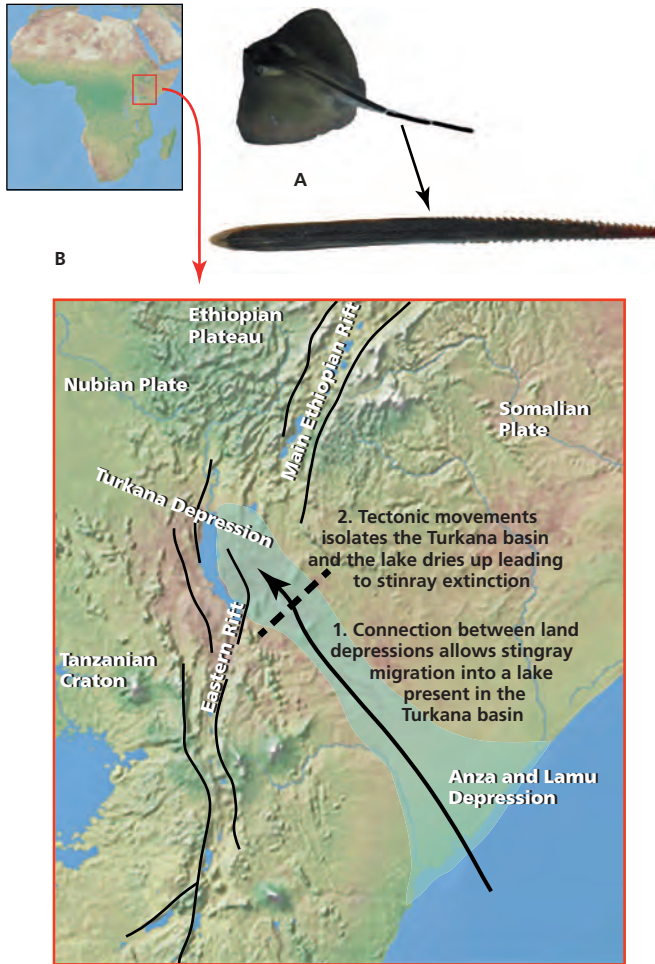 A
B
Ethiopian
Plateau
Main Ethiopian Rift
Nubian Plate
Somalian
Plate
Turkana Depression
2. Tectonic movements
isolates the Turkana basin
and the lake dries up leading
to stinray extinction
1. Connection between land
depressions allows stingray
migration into a lake
present in the
Turkana basin
Eastern Rift
Tanzanian
Craton
Anza and Lamu
Depression